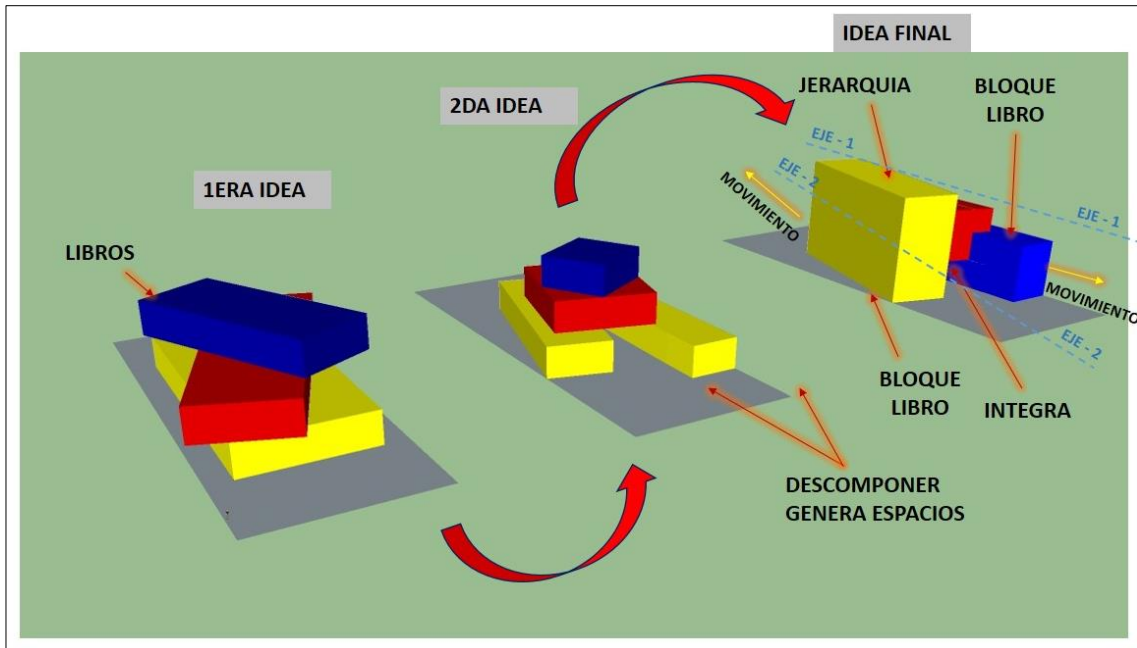 1ERA IDEA
LIBROS
2DA IDEA
DESCOMPONER
GENERA ESPACIOS
IDEA FINAL
JERARQUIA
BLOQUE
LIBRO
EJE - 1
EJE - 2
MOVIMIENTO
EJE - 1
MOVIMIENTO
EJE - 2
BLOQUE
LIBRO
INTEGRA